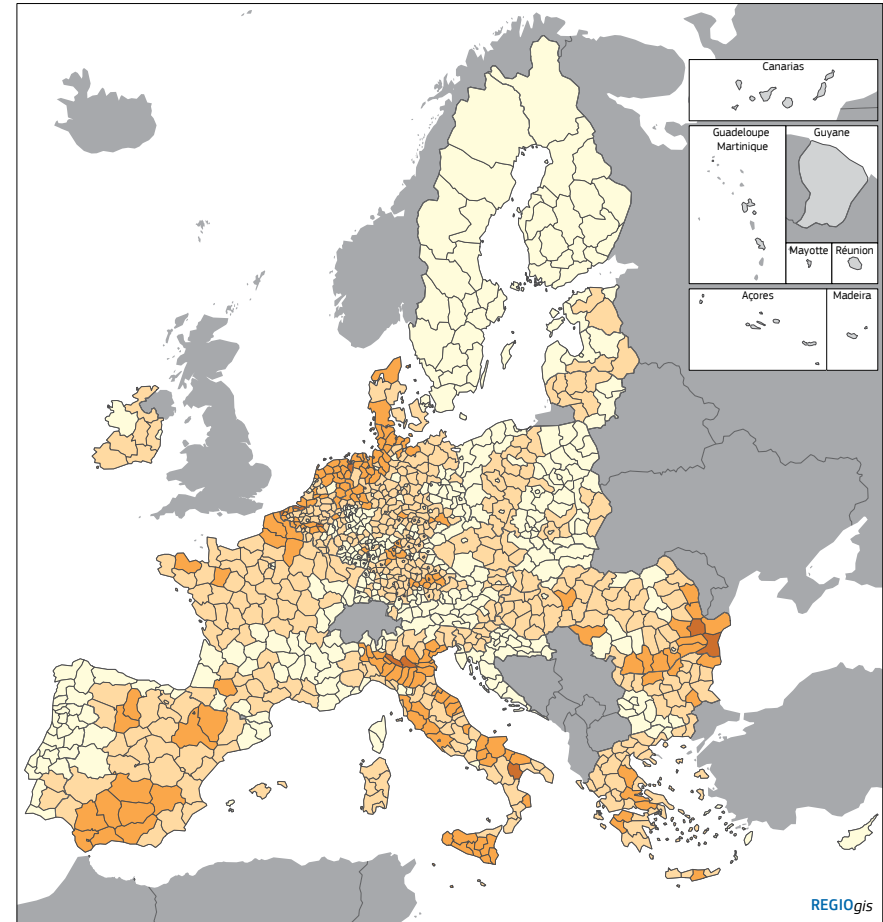 Canarias
Guadeloupe
Martinique
Guyane
Mayotte
Réunion
Açores
Madeira
REGIOgis